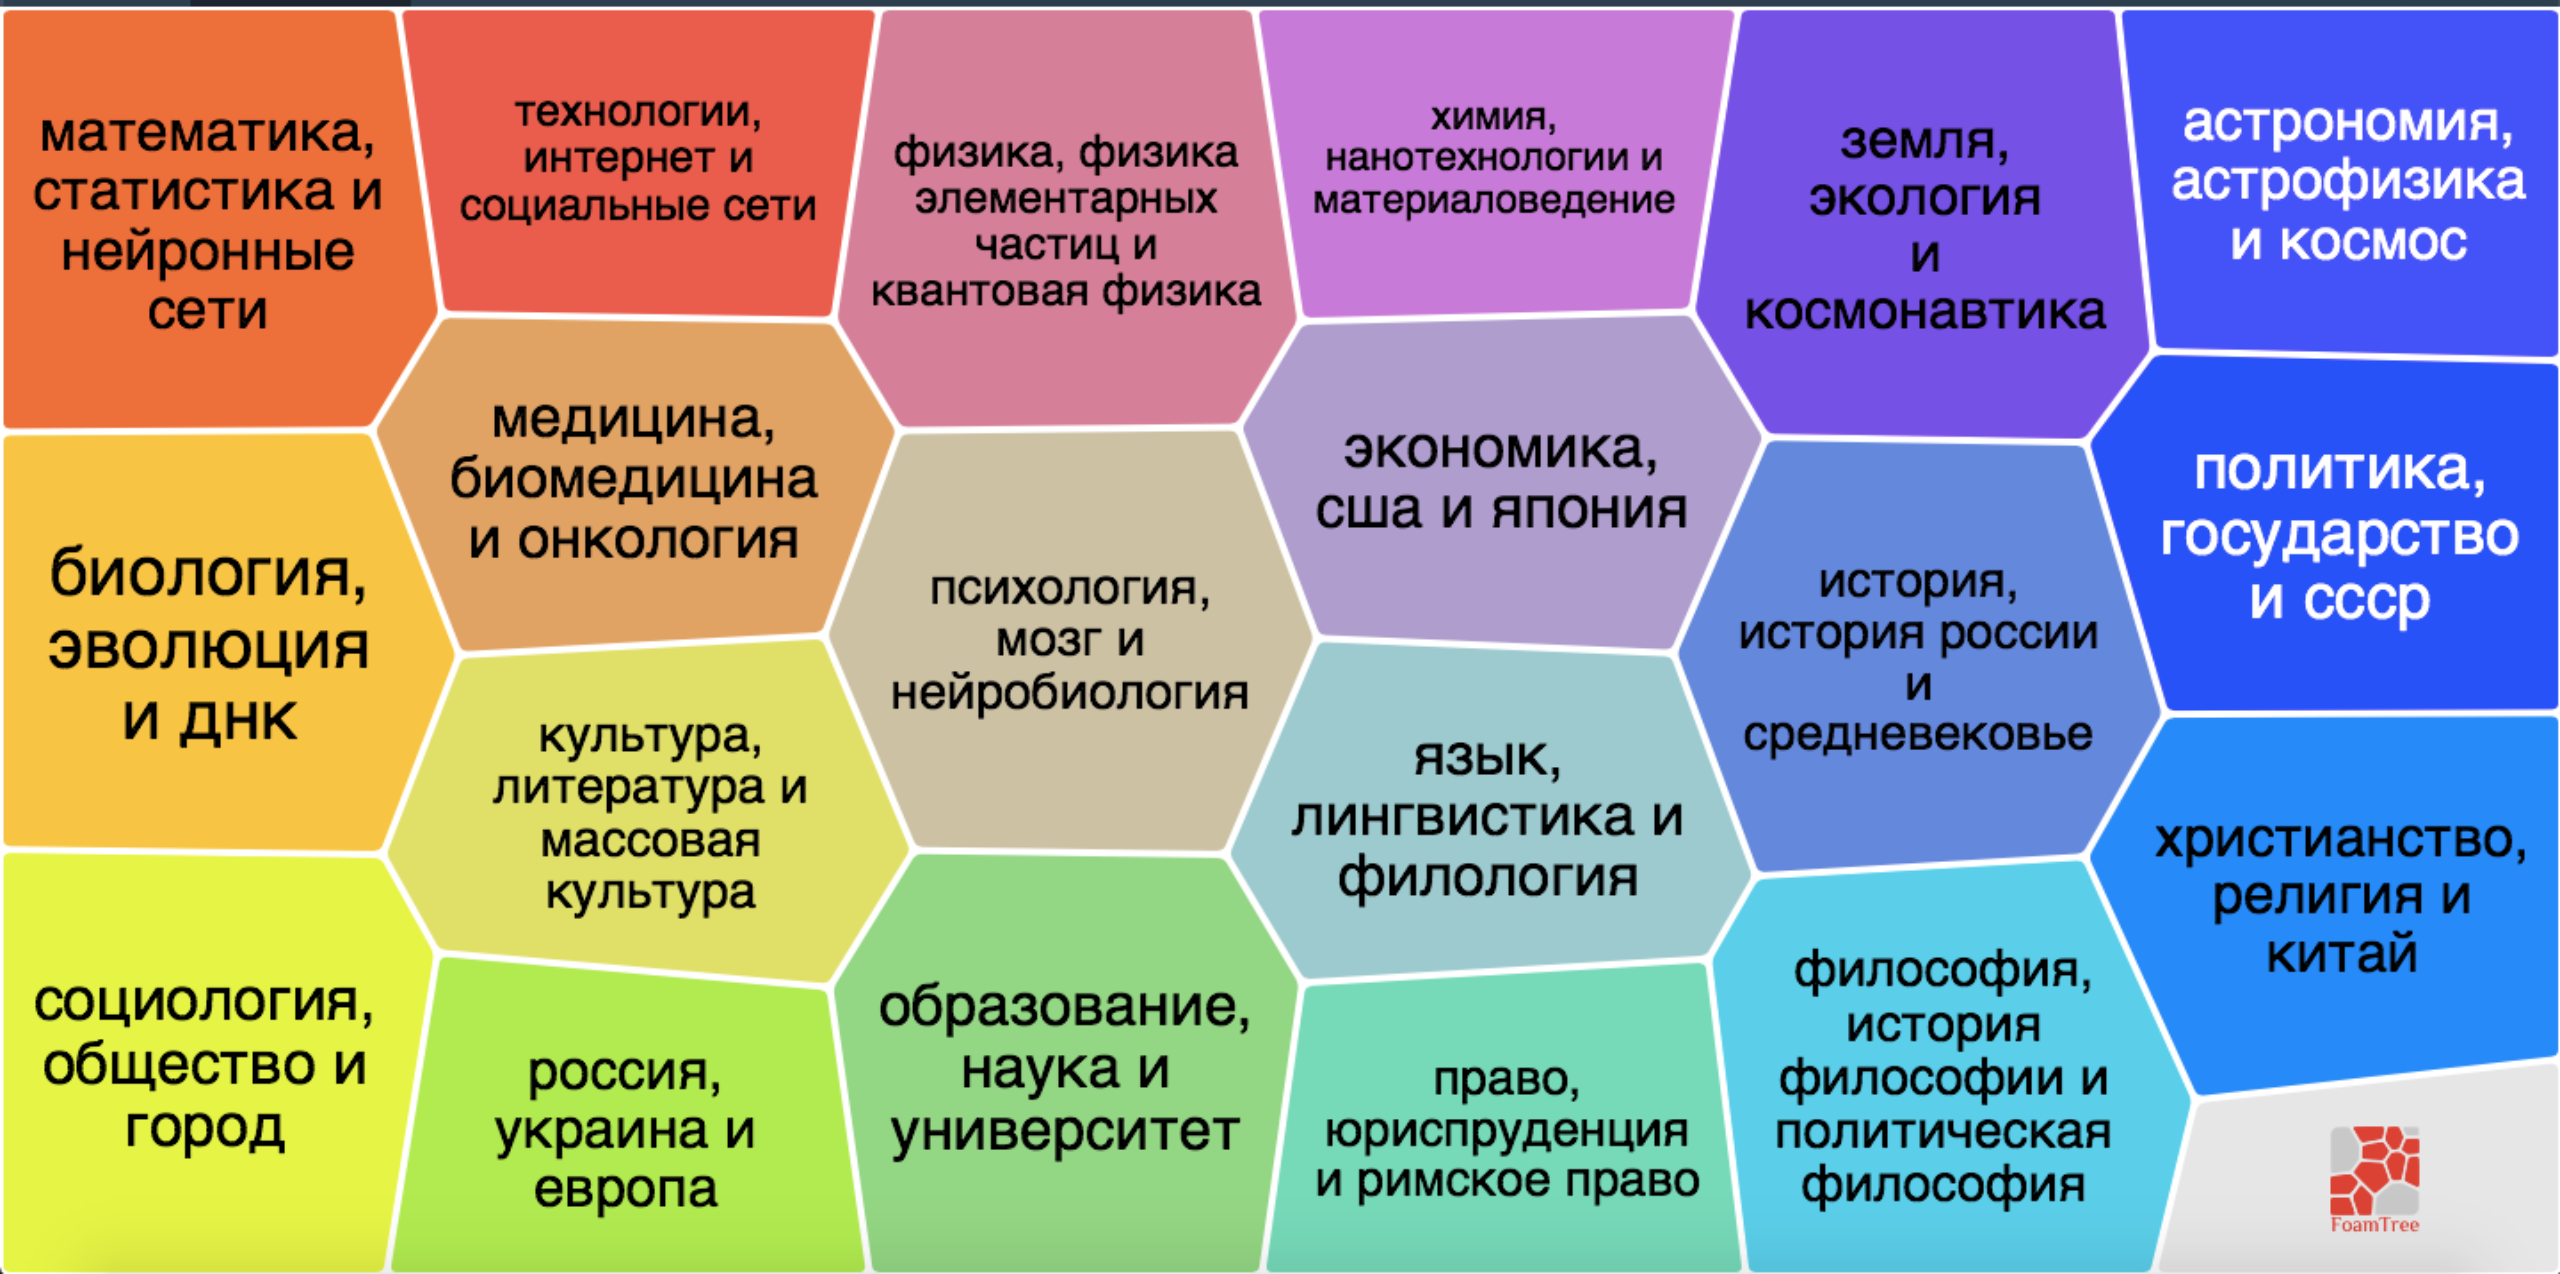 математика,
статистика и
нейронные
сети
технологии,
интернет и
социальные сети
физика, физика
элементарных
частиц и
квантовая физика
химия,
нанотехнологии и
материаловедение
земля,
экология
и
космонавтика
астрономия,
астрофизика
и космос
медицина,
биомедицина
и онкология
экономика,
сша и япония
политика,
государство
и ссср
биология,
эволюция
и днк
психология,
мозг и
нейробиология
история,
история россии
и
средневековье
культура,
литература и
массовая
культура
язык,
лингвистика и
филология
христианство,
религия и
китай
социология,
общество и
город
россия,
украина и
европа
образование,
наука и
университет
право,
юриспруденция
и римское право
философия,
история
философии и
политическая
философия
FoamTree